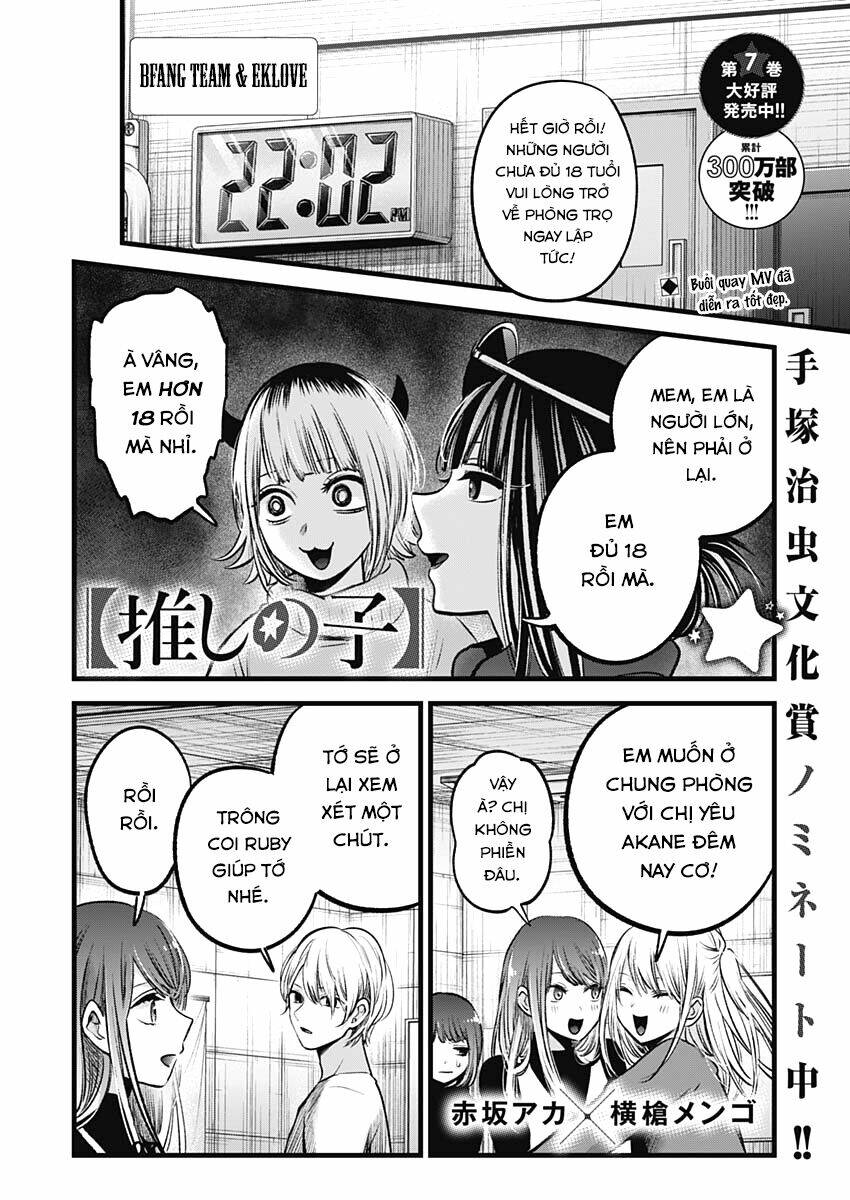 BFANG TEAM & EKLOVE
22:02
PM
第7巻
大好評
発売中!!
累計
300万部
突破
!!!
HẾT GIỜ RỒI!
NHỮNG NGƯỜI
CHƯA ĐỦ 18 TUỔI
VUI LÒNG TRỞ
VỀ PHÒNG TRỌ
NGAY LẬP
TỨC!
Buổi quay MV đã
diễn ra tốt đẹp.
手塚治虫文化賞ノミネート中!!
MEM, EM LÀ
NGƯỜI LỚN,
NÊN PHẢI Ở
LẠI.
EM
ĐỦ 18
RỒI MÀ.
À VÂNG,
EM HƠN
18 RỒI
MÀ NHỈ.
【推しの子】
TỚ SẼ Ở
LẠI XEM
XÉT MỘT
CHÚT.
TRÔNG
COI RUBY
GIÚP TỚ
NHÉ.
RỒI
RỒI.
EM MUỐN Ở
CHUNG PHÒNG
VỚI CHỊ YÊU
AKANE ĐÊM
NAY CƠ!
VẬY
À? CHỊ
KHÔNG
PHIỀN
ĐÂU.
赤坂アカ×横槍メンゴ